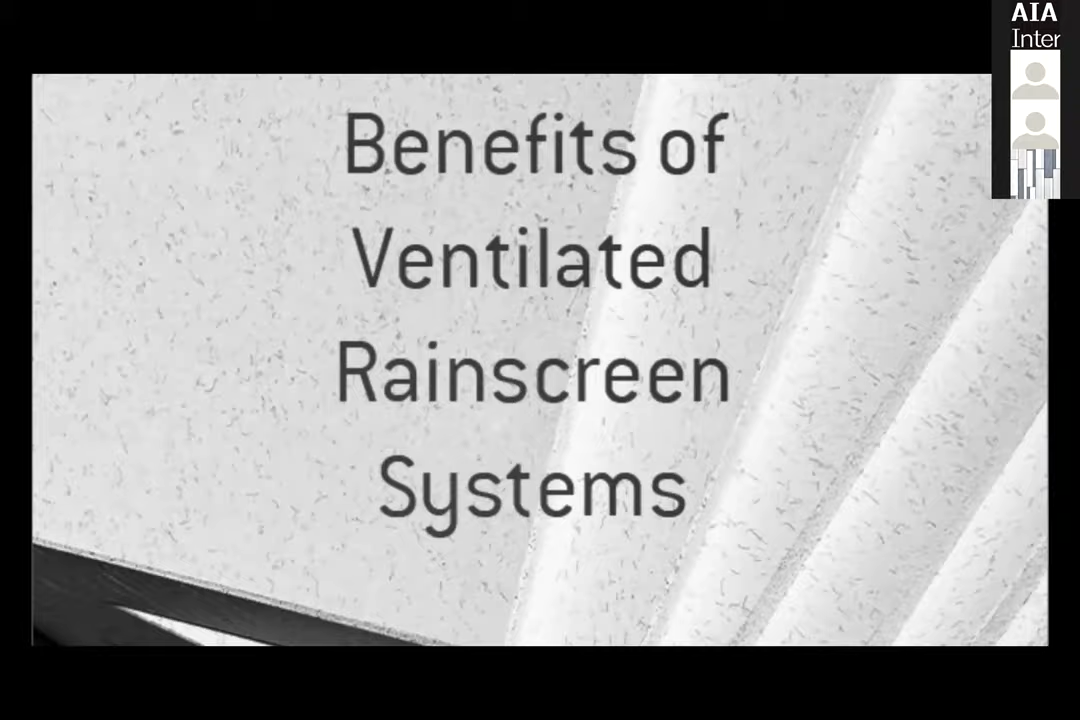 AIA
Inter
Benefits of
Ventilated
Rainscreen
Systems